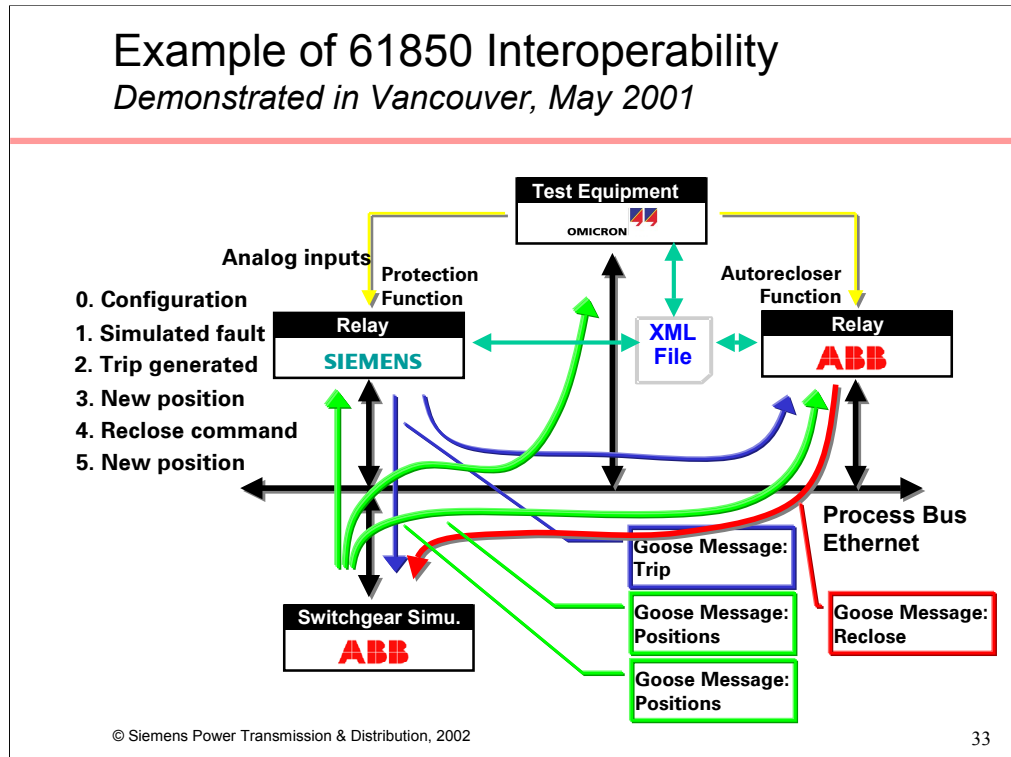 Example of 61850 Interoperability
Demonstrated in Vancouver, May 2001
Test Equipment
OMICRON
Analog inputs
Protection
Function
Autorecloser
Function
0. Configuration
1. Simulated fault
2. Trip generated
3. New position
4. Reclose command
5. New position
Relay
SIEMENS
XML
File
Relay
ABB
Process Bus
Ethernet
Goose Message:
Trip
Goose Message:
Positions
Goose Message:
Reclose
Goose Message:
Positions
Switchgear Simu.
ABB
© Siemens Power Transmission & Distribution, 2002
33